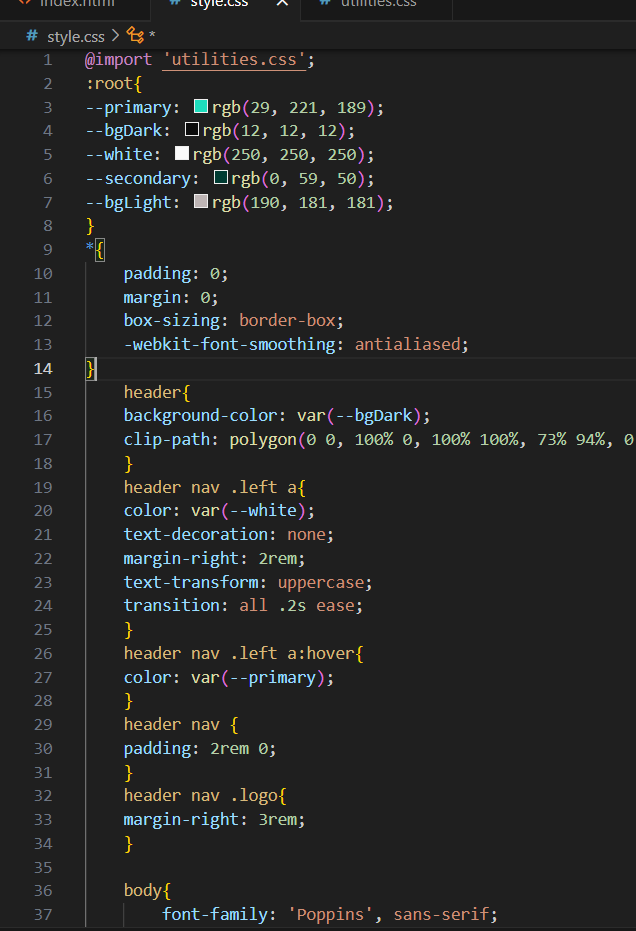 index.html style.css utilities.css
# style.css > *
1 @import 'utilities.css';
2 :root{
3 --primary: rgb(29, 221, 189);
4 --bgDark: rgb(12, 12, 12);
5 --white: rgb(250, 250, 250);
6 --secondary: rgb(0, 59, 50);
7 --bgLight: rgb(190, 181, 181);
8 }
9 *{
10 padding: 0;
11 margin: 0;
12 box-sizing: border-box;
13 -webkit-font-smoothing: antialiased;
14 }
15 header{
16 background-color: var(--bgDark);
17 clip-path: polygon(0 0, 100% 0, 100% 100%, 73% 94%, 0
18 }
19 header nav .left a{
20 color: var(--white);
21 text-decoration: none;
22 margin-right: 2rem;
23 text-transform: uppercase;
24 transition: all .2s ease;
25 }
26 header nav .left a:hover{
27 color: var(--primary);
28 }
29 header nav {
30 padding: 2rem 0;
31 }
32 header nav .logo{
33 margin-right: 3rem;
34 }
35
36 body{
37 font-family: 'Poppins', sans-serif;